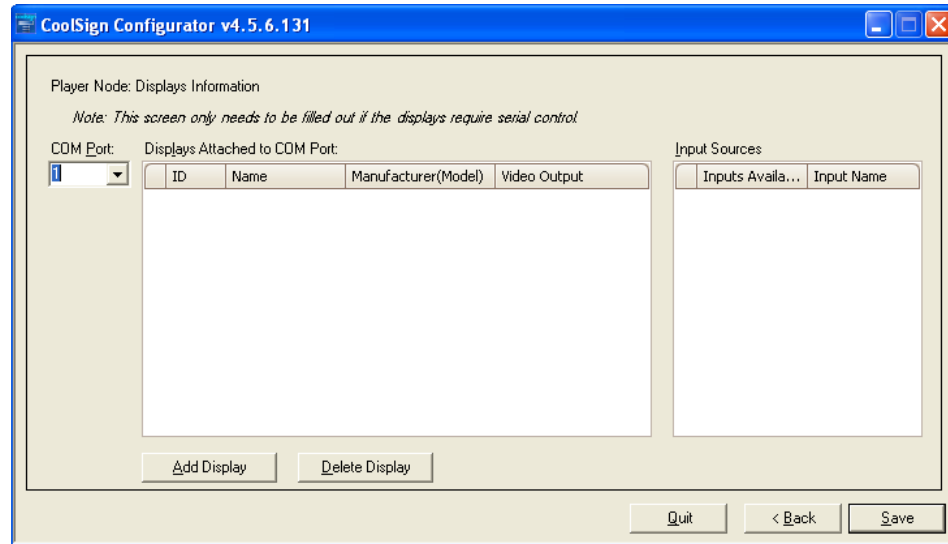 CoolSign Configurator v4.5.6.131
Player Node: Displays Information
Note: This screen only needs to be filled out if the displays require serial control.
COM Port: Displays Attached to COM Port: Input Sources
1 ID Name Manufacturer(Model) Video Output Inputs Availa... Input Name
Add Display Delete Display
Quit < Back Save